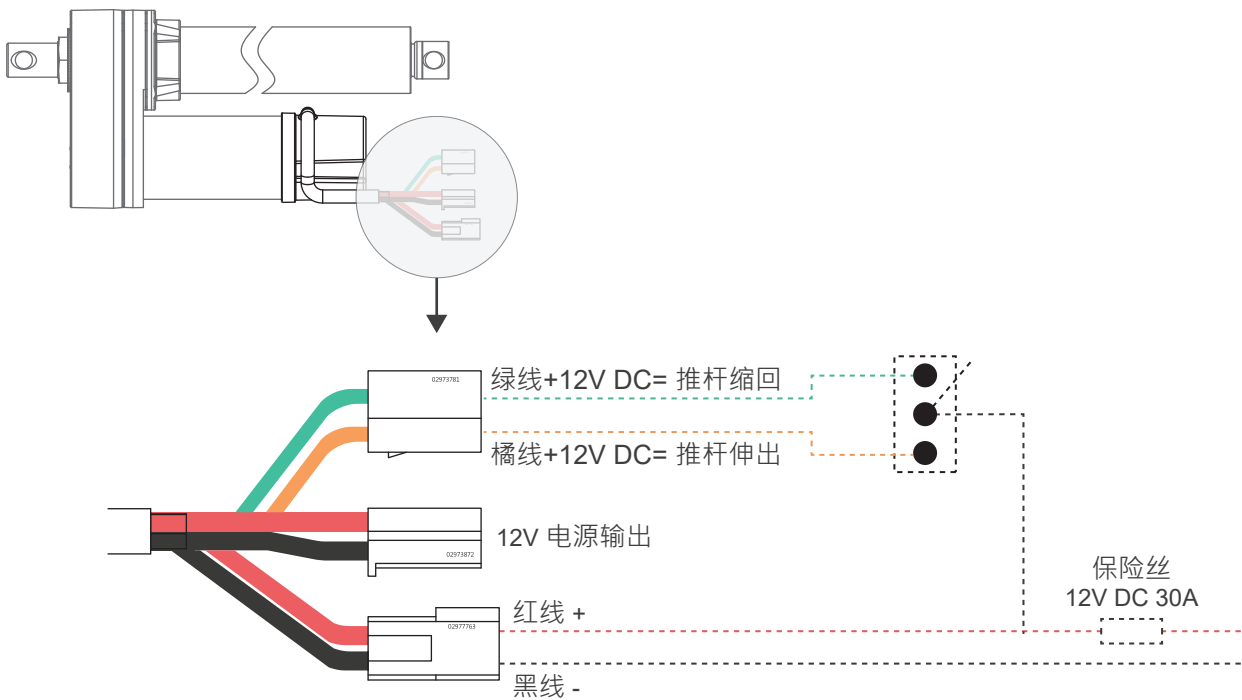 02973781
绿线+12V DC= 推杆缩回
橘线+12V DC= 推杆伸出
12V 电源输出
02973872
保险丝
12V DC 30A
02977763
红线 +
黑线 -